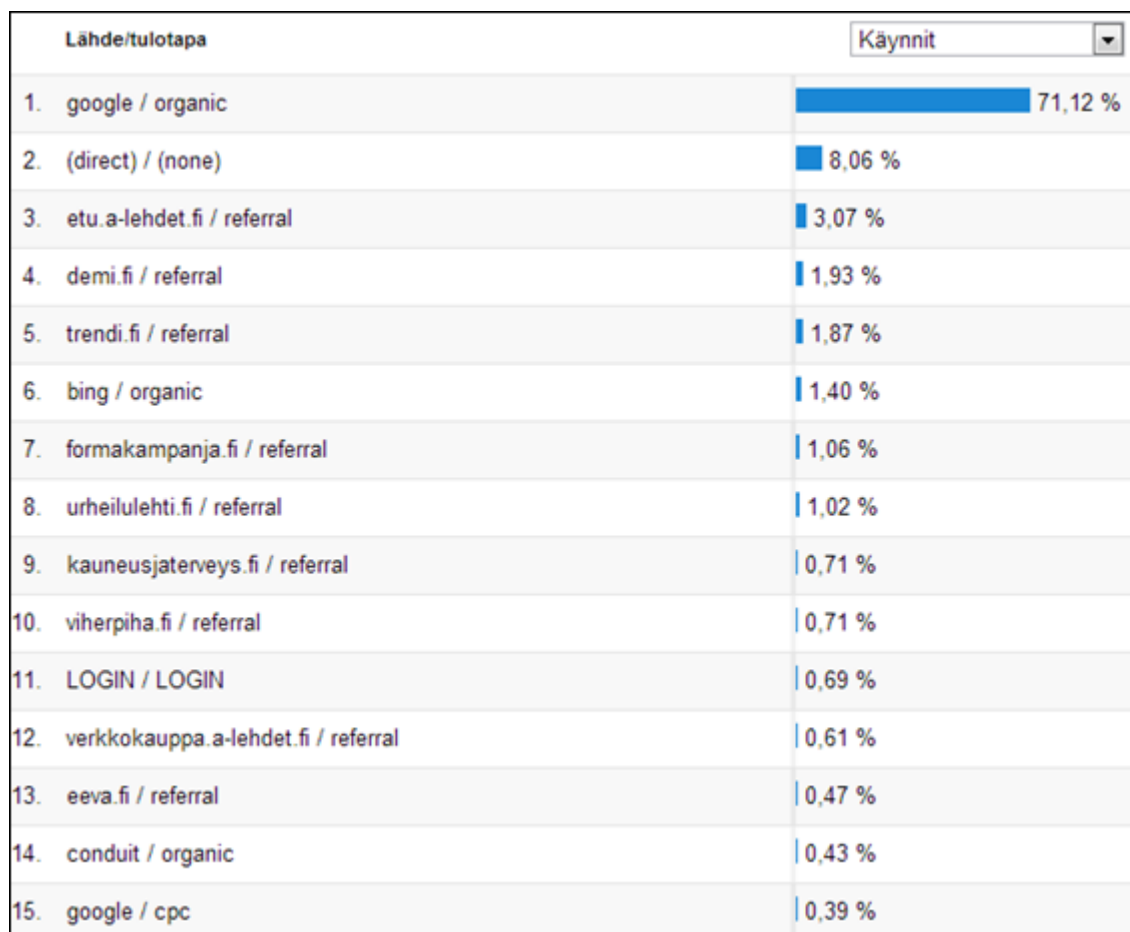 Lähde/tulotapa Käynnit
1. google / organic 71,12 %
2. (direct) / (none) 8,06 %
3. etu.a-lehdet.fi / referral 3,07 %
4. demi.fi / referral 1,93 %
5. trendi.fi / referral 1,87 %
6. bing / organic 1,40 %
7. formakampanja.fi / referral 1,06 %
8. urheilulehti.fi / referral 1,02 %
9. kauneusjaterveys.fi / referral 0,71 %
10. viherpiha.fi / referral 0,71 %
11. LOGIN / LOGIN 0,69 %
12. verkkokauppa.a-lehdet.fi / referral 0,61 %
13. eeva.fi / referral 0,47 %
14. conduit / organic 0,43 %
15. google / cpc 0,39 %